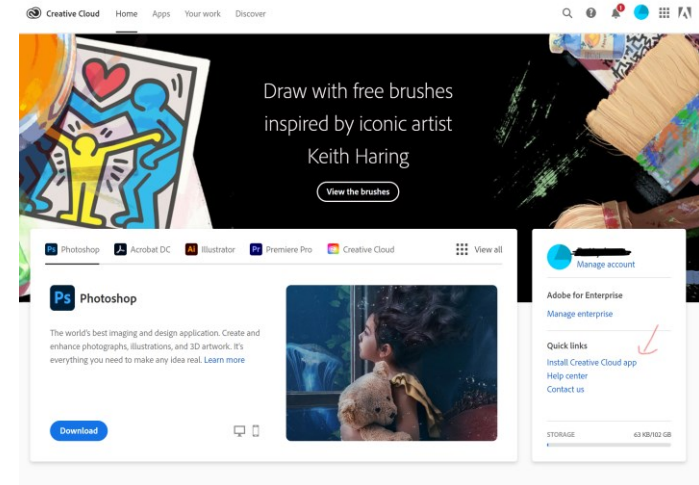 Creative Cloud Home Apps Your work Discover
1
Draw with free brushes
inspired by iconic artist
Keith Haring
View the brushes
Ps Photoshop Acrobat DC Ai Illustrator Pr Premiere Pro Creative Cloud View all
Ps Photoshop
The world's best imaging and design application. Create and
enhance photographs, illustrations, and 3D artwork. It's
everything you need to make any idea real. Learn more
Download
Manage account
Adobe for Enterprise
Manage enterprise
Quick links
Install Creative Cloud app
Help center
Contact us
STORAGE 63 KB/102 GB